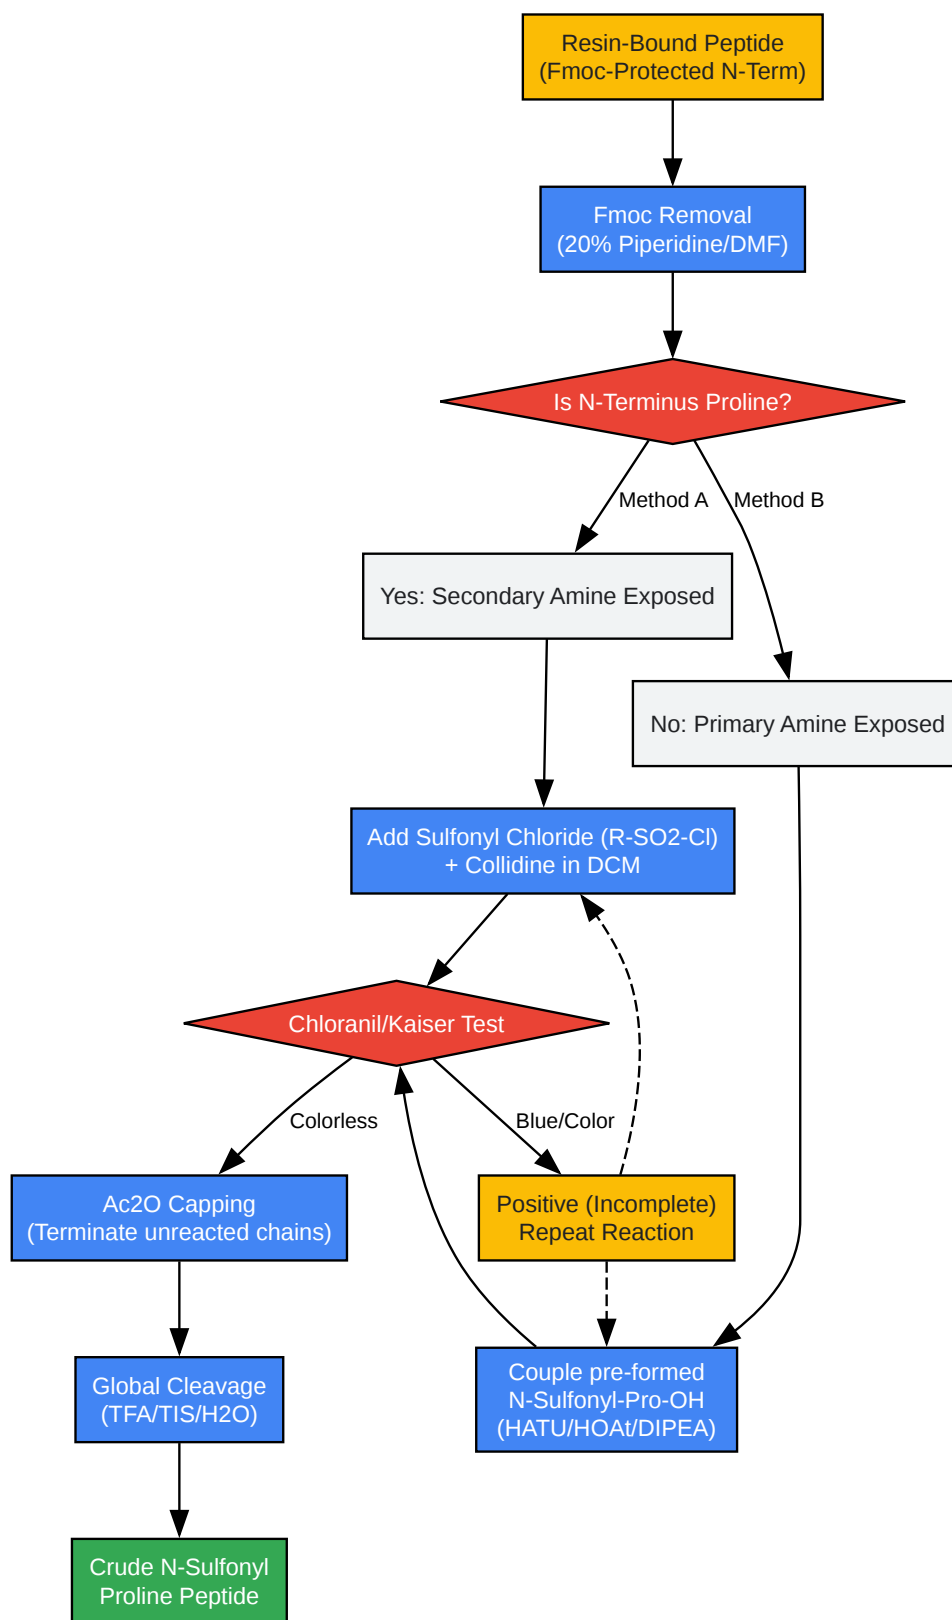 Resin-Bound Peptide
(Fmoc-Protected N-Term)
Fmoc Removal
(20% Piperidine/DMF)
Is N-Terminus Proline?
Method A
Method B
Yes: Secondary Amine Exposed
No: Primary Amine Exposed
Add Sulfonyl Chloride (R-SO2-Cl)
+ Collidine in DCM
Chloranil/Kaiser Test
Colorless
Blue/Color
Ac2O Capping
(Terminate unreacted chains)
Positive (Incomplete)
Repeat Reaction
Global Cleavage
(TFA/TIS/H2O)
Couple pre-formed
N-Sulfonyl-Pro-OH
(HATU/HOAt/DIPEA)
Crude N-Sulfonyl
Proline Peptide